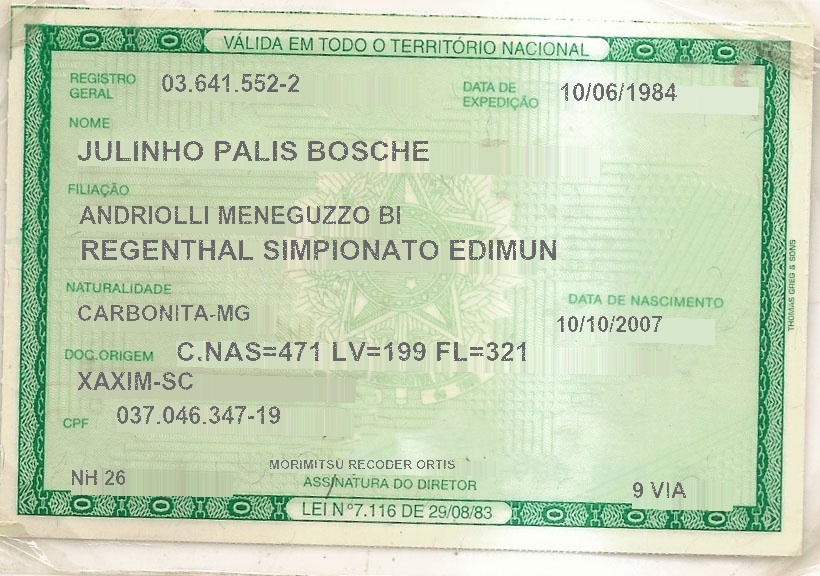 VÁLIDA EM TODO O TERRITÓRIO NACIONAL
REGISTRO GERAL 03.641.552-2 DATA DE EXPEDIÇÃO 10/06/1984
NOME
JULINHO PALIS BOSCHE
FILIAÇÃO
ANDRIOLLI MENEGUZZO BI
REGENTHAL SIMPIONATO EDIMUN
NATURALIDADE DATA DE NASCIMENTO
CARBONITA-MG 10/10/2007
DOC.ORIGEM C.NAS=471 LV=199 FL=321
XAXIM-SC
CPF 037.046.347-19
MORIMITSU RECODER ORTIS
NH 26 ASSINATURA DO DIRETOR 9 VIA
LEI Nº7.116 DE 29/08/83
THOMAS GREG & SONS